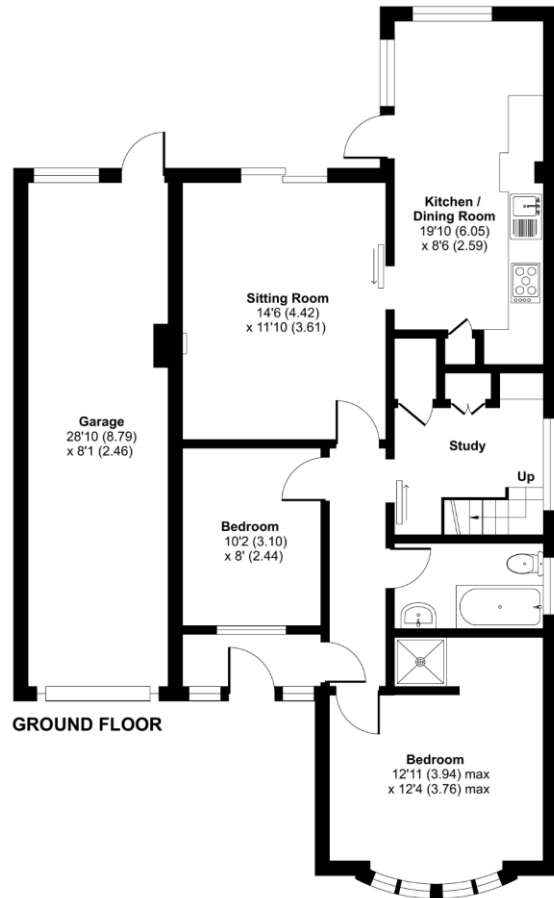 Kitchen /
Dining Room
19'10 (6.05)
x 8'6 (2.59)
Sitting Room
14'6 (4.42)
x 11'10 (3.61)
Garage
28'10 (8.79)
x 8'1 (2.46)
Study
Up
Bedroom
10'2 (3.10)
x 8' (2.44)
GROUND FLOOR
Bedroom
12'11 (3.94) max
x 12'4 (3.76) max